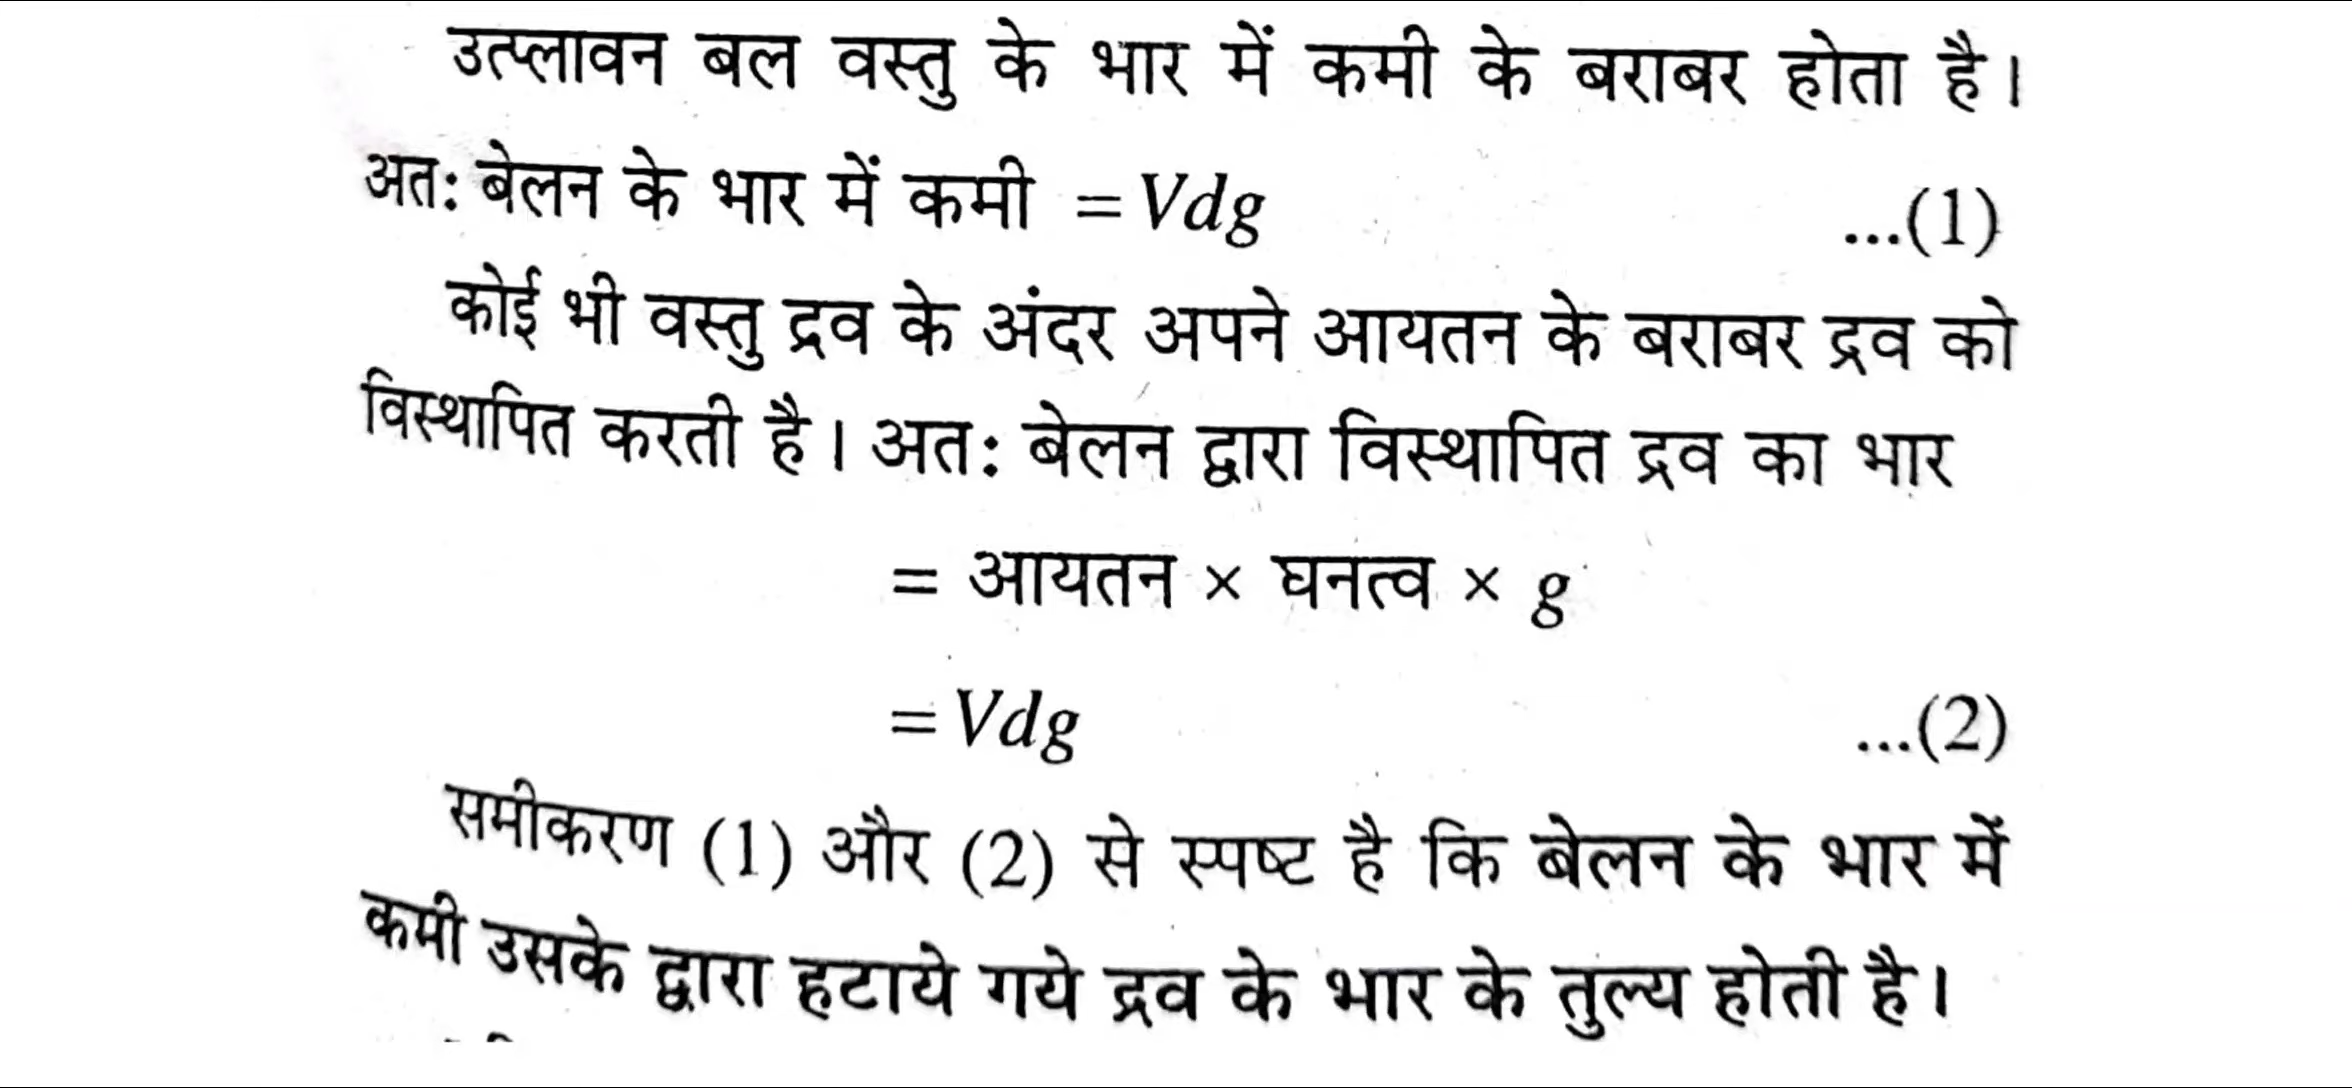 उत्प्लावन बल वस्तु के भार में कमी के बराबर होता है।
अतः बेलन के भार में कमी = Vdg ...(1)
कोई भी वस्तु द्रव के अंदर अपने आयतन के बराबर द्रव को
विस्थापित करती है। अतः बेलन द्वारा विस्थापित द्रव का भार
= आयतन × घनत्व × g
= Vdg ...(2)
समीकरण (1) और (2) से स्पष्ट है कि बेलन के भार में
कमी उसके द्वारा हटाये गये द्रव के भार के तुल्य होती है।